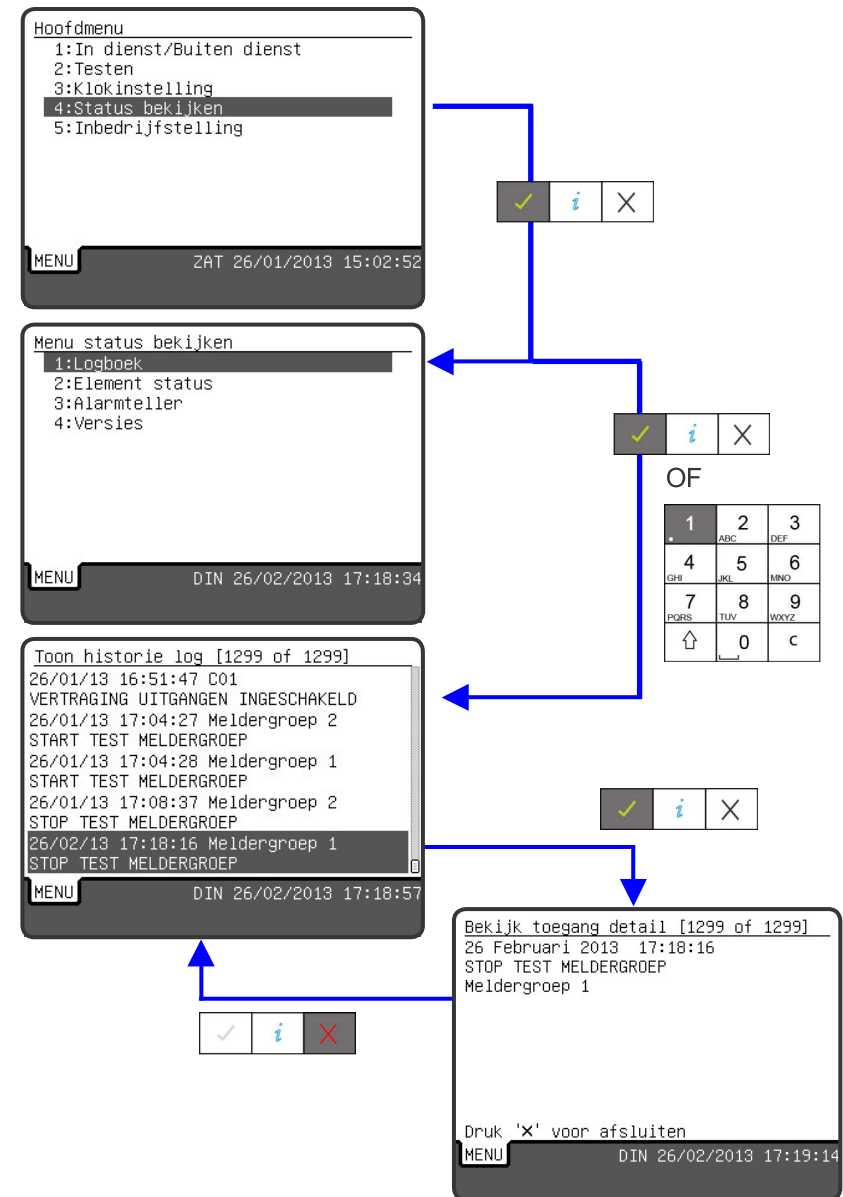 Hoofdmenu
1:In dienst/Buiten dienst
2:Testen
3:Klokinstelling
4:Status bekijken
5:Inbedrijfstelling
MENU ZAT 26/01/2013 15:02:52
✓ i X
Menu status bekijken
1:Logboek
2:Element status
3:Alarmteller
4:Versies
MENU DIN 26/02/2013 17:18:34
✓ i X
OF
1 2 3
. ABC DEF
4 5 6
GHI JKL MNO
7 8 9
PQRS TUV WXYZ
⇧ 0 C
Toon historie log [1299 of 1299]
26/01/13 16:51:47 C01
VERTRAGING UITGANGEN INGESCHAKELD
26/01/13 17:04:27 Meldergroep 2
START TEST MELDERGROEP
26/01/13 17:04:28 Meldergroep 1
START TEST MELDERGROEP
26/01/13 17:08:37 Meldergroep 2
STOP TEST MELDERGROEP
26/02/13 17:18:16 Meldergroep 1
STOP TEST MELDERGROEP
MENU DIN 26/02/2013 17:18:57
✓ i X
Bekijk toegang detail [1299 of 1299]
26 Februari 2013 17:18:16
STOP TEST MELDERGROEP
Meldergroep 1
Druk 'X' voor afsluiten
MENU DIN 26/02/2013 17:19:14
✓ i X